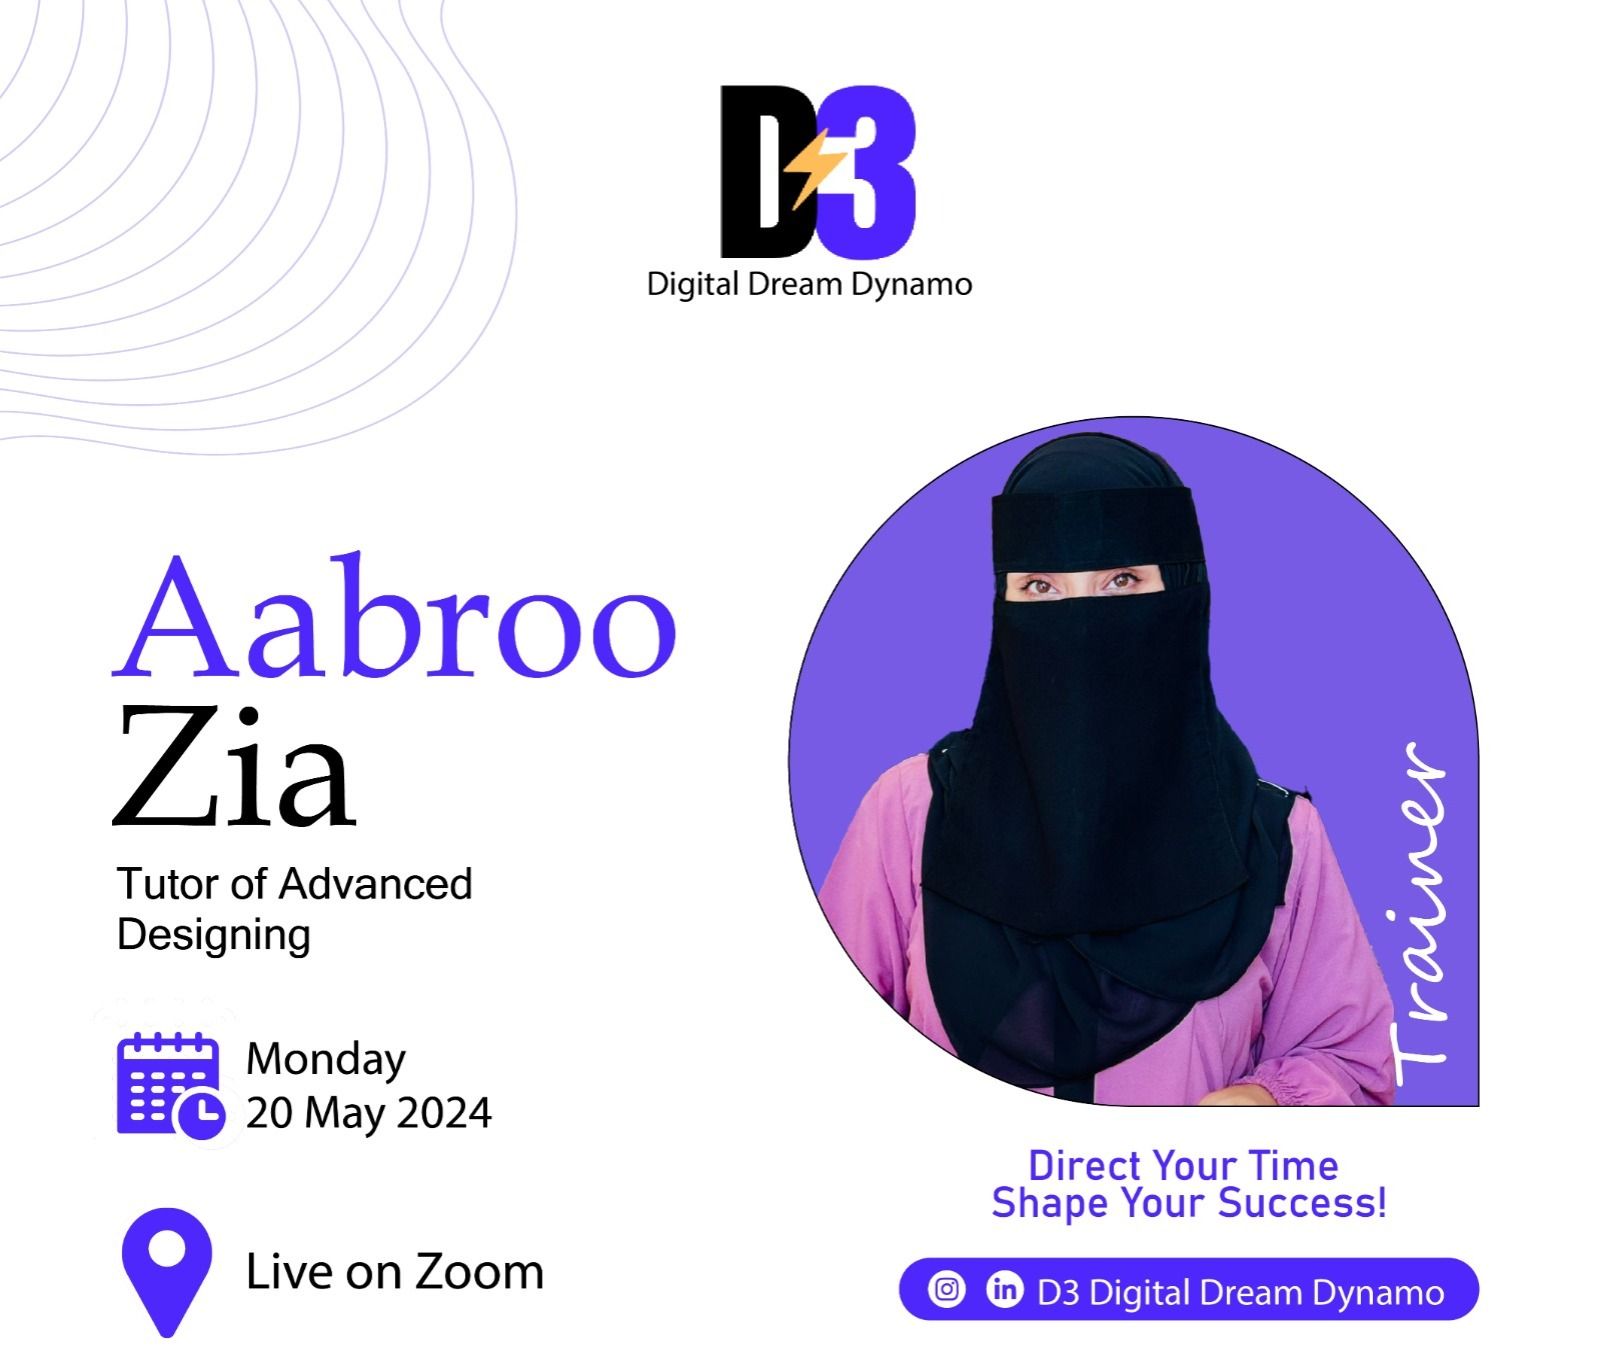 D3
Digital Dream Dynamo
Aabroo
Zia
Tutor of Advanced
Designing
Monday
20 May 2024
Live on Zoom
Trainer
Direct Your Time
Shape Your Success!
in D3 Digital Dream Dynamo